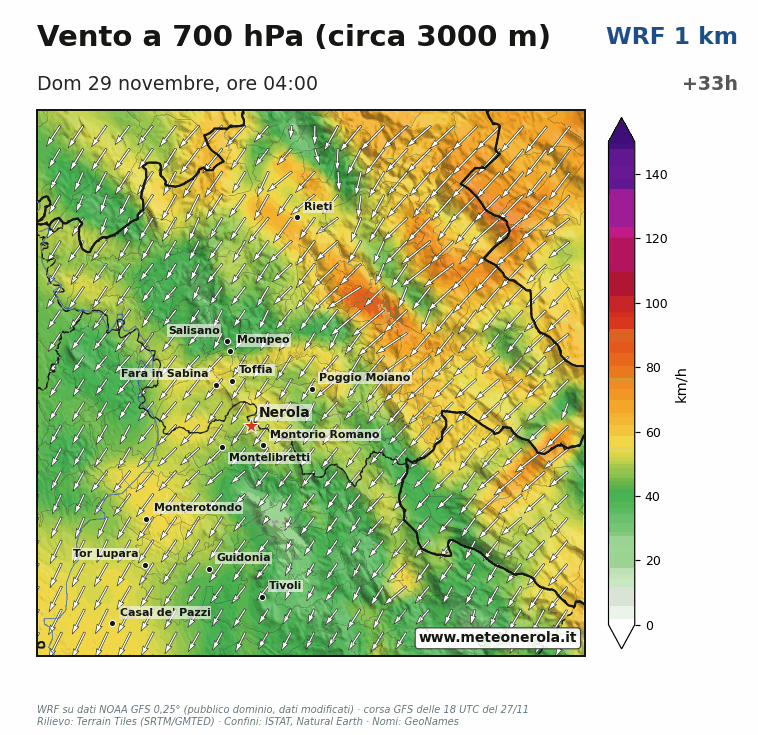 Vento a 700 hPa (circa 3000 m)
WRF 1 km
Dom 29 novembre, ore 04:00
+33h
Rieti
Salisano
Mompeo
Fara in Sabina
Toffia
Poggio Moiano
Nerola
Montorio Romano
Montelibretti
Monterotondo
Tor Lupara
Guidonia
Tivoli
Casal de' Pazzi
www.meteonerola.it
140
120
100
80
60
40
20
0
km/h
WRF su dati NOAA GFS 0,25° (pubblico dominio, dati modificati) · corsa GFS delle 18 UTC del 27/11
Rilievo: Terrain Tiles (SRTM/GMTED) · Confini: ISTAT, Natural Earth · Nomi: GeoNames